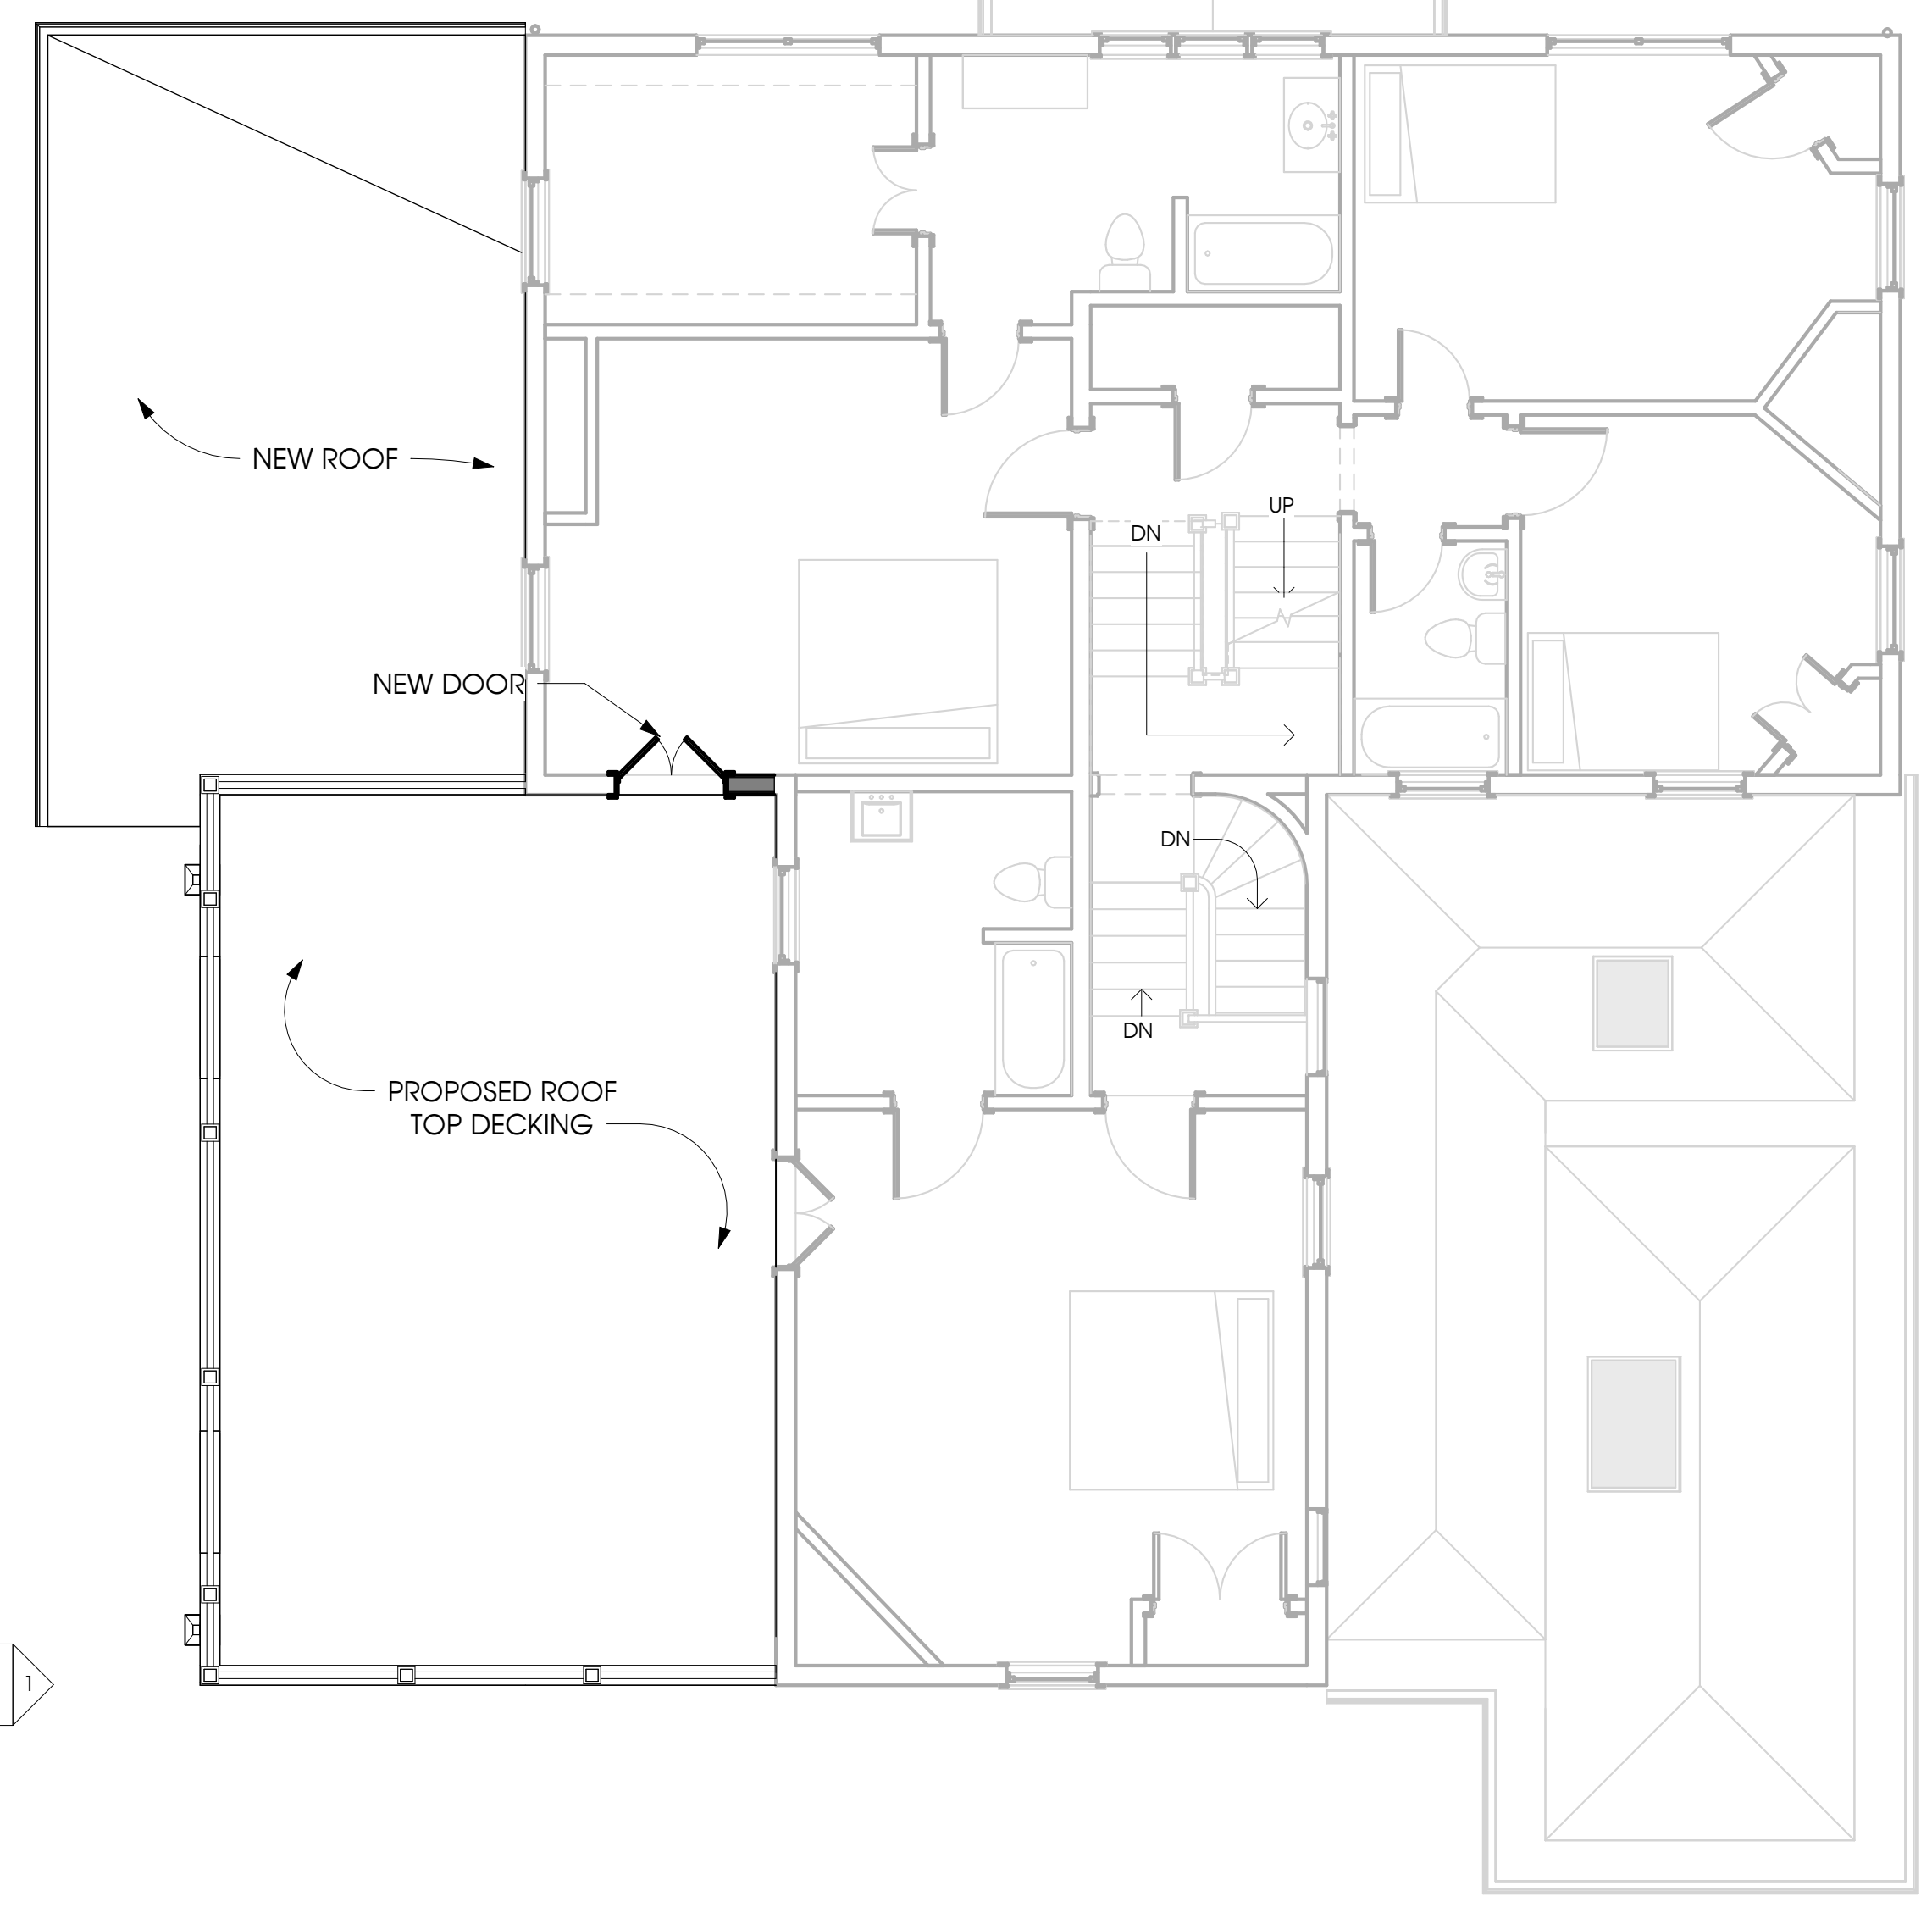 NEW ROOF
UP
DN
NEW DOOR
DN
DN
PROPOSED ROOF
TOP DECKING
1